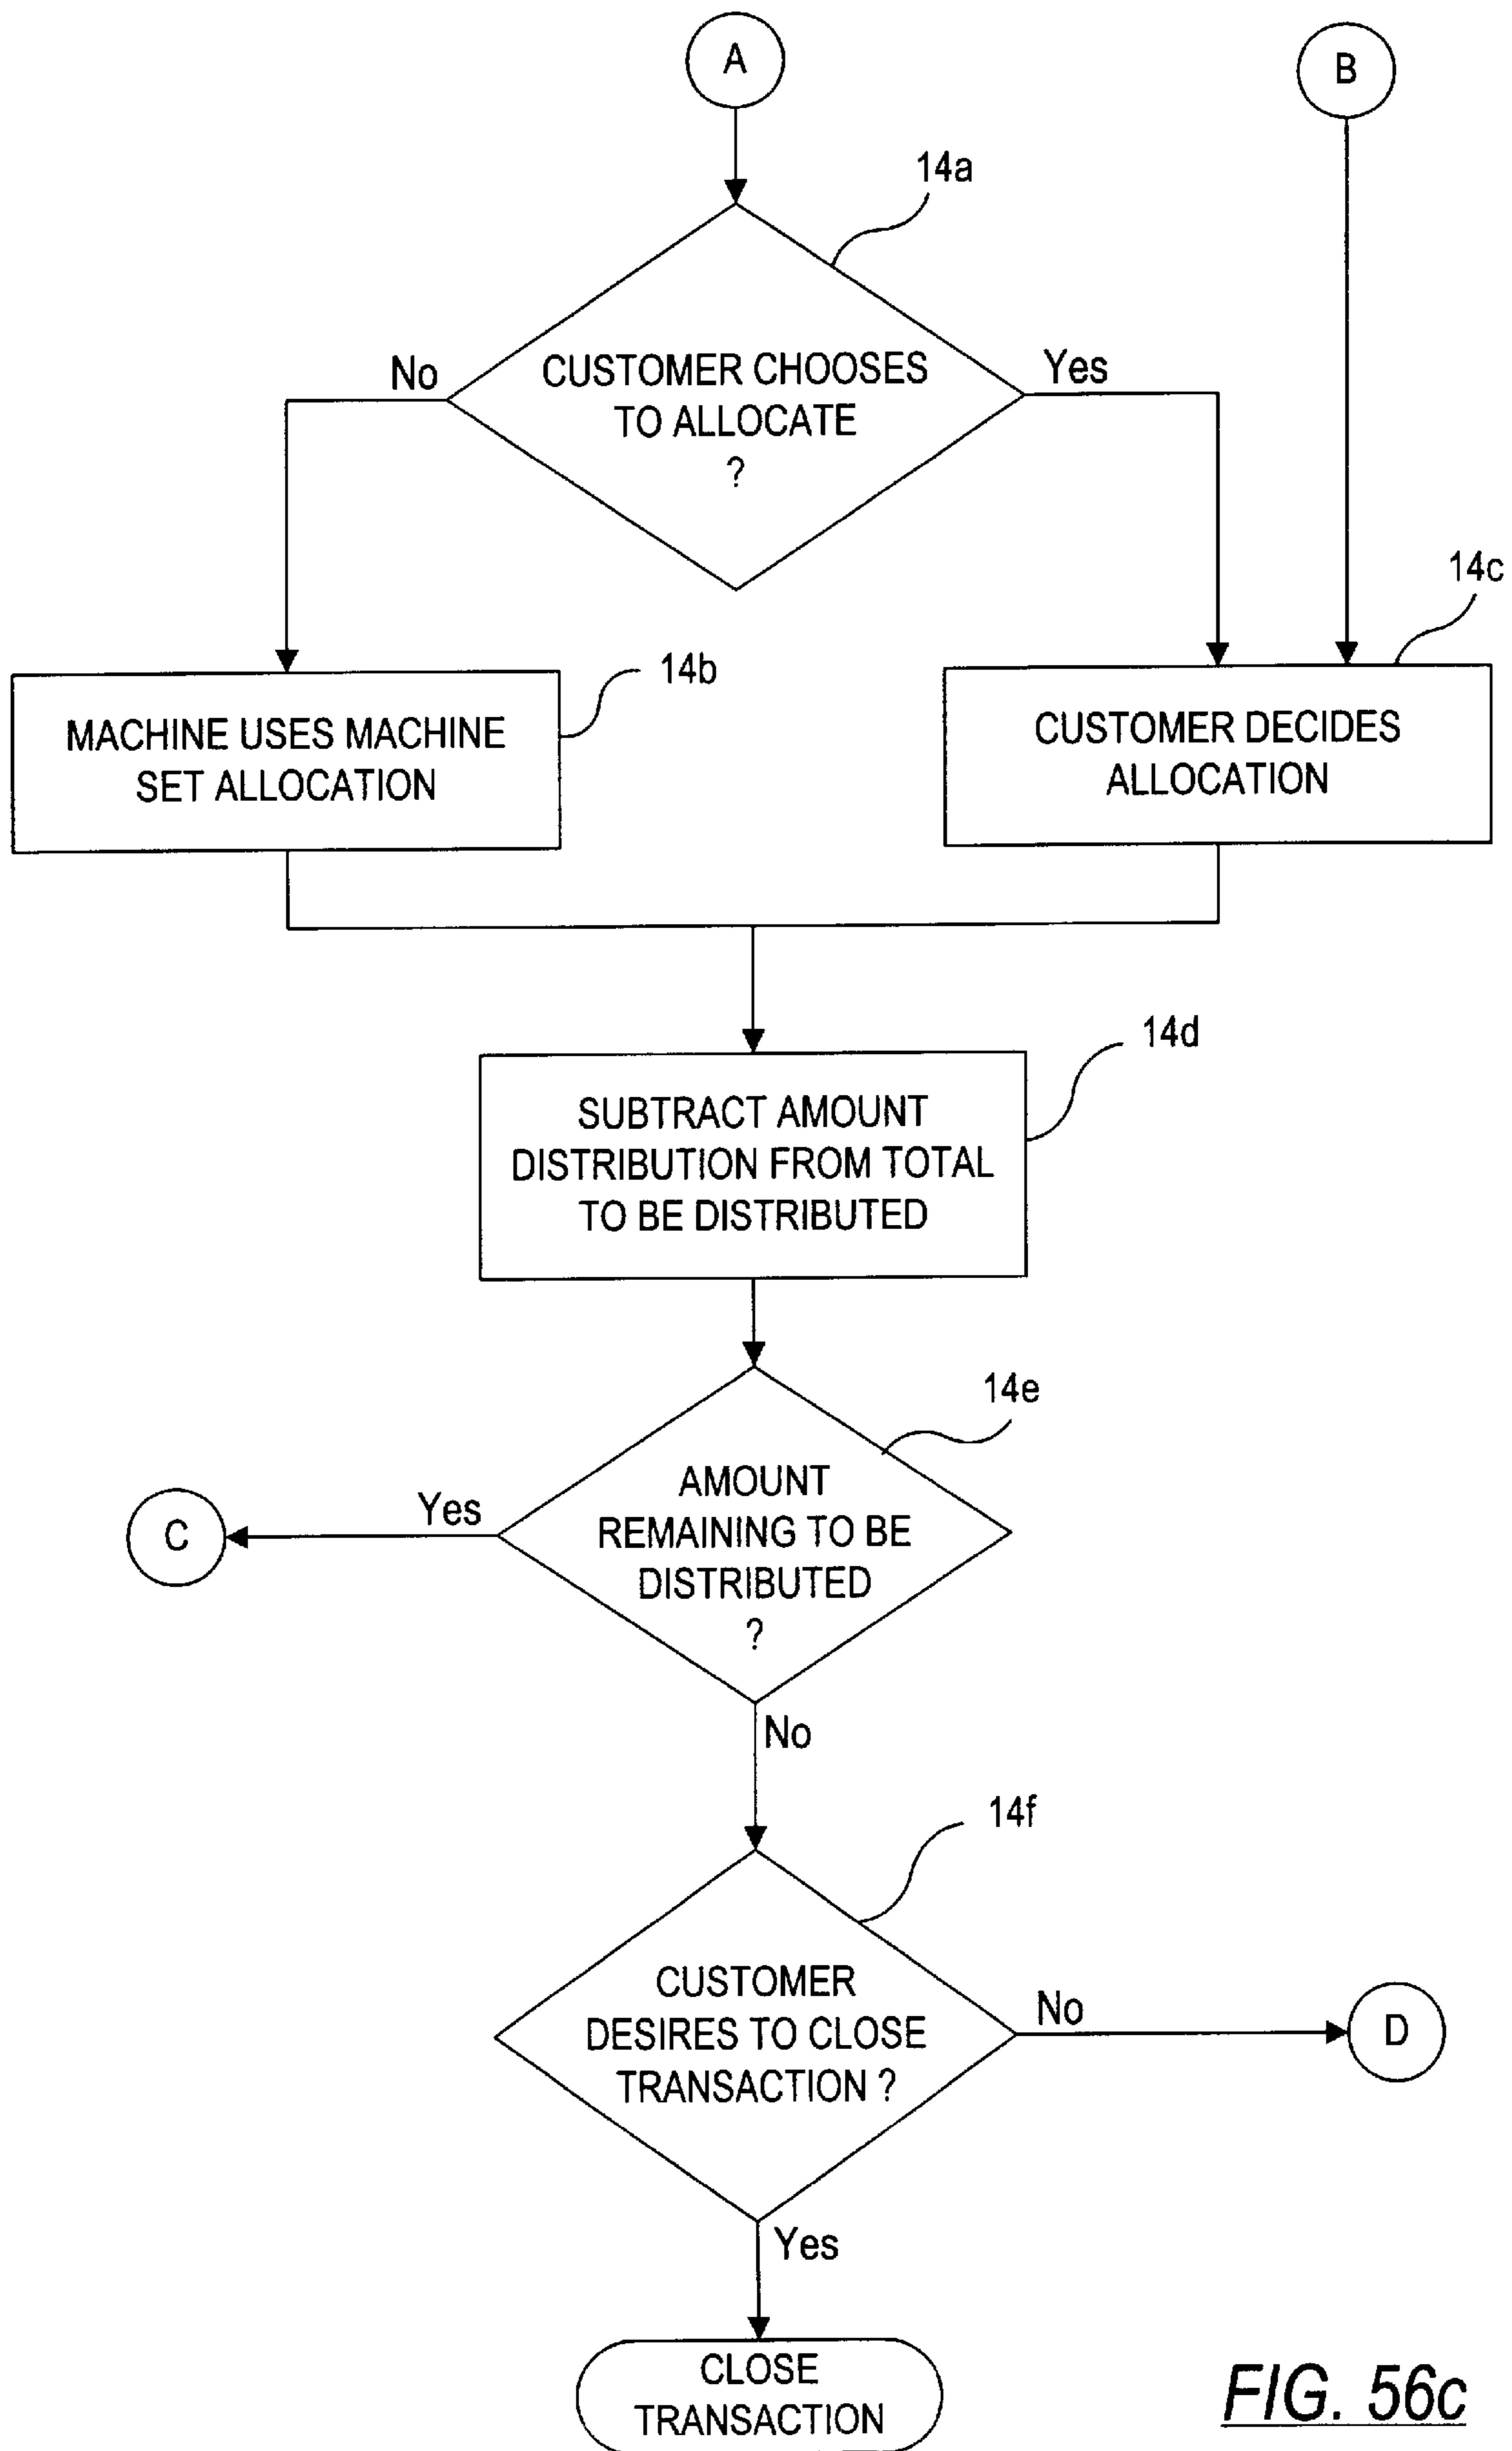 A
B
14a
No
CUSTOMER CHOOSES
Yes
TO ALLOCATE
?
14c
14b
MACHINE USES MACHINE
SET ALLOCATION
CUSTOMER DECIDES
ALLOCATION
14d
SUBTRACT AMOUNT
DISTRIBUTION FROM TOTAL
TO BE DISTRIBUTED
14e
C
Yes
AMOUNT
REMAINING TO BE
DISTRIBUTED
?
No
14f
CUSTOMER
DESIRES TO CLOSE
TRANSACTION ?
No
D
Yes
CLOSE
TRANSACTION
FIG. 56c